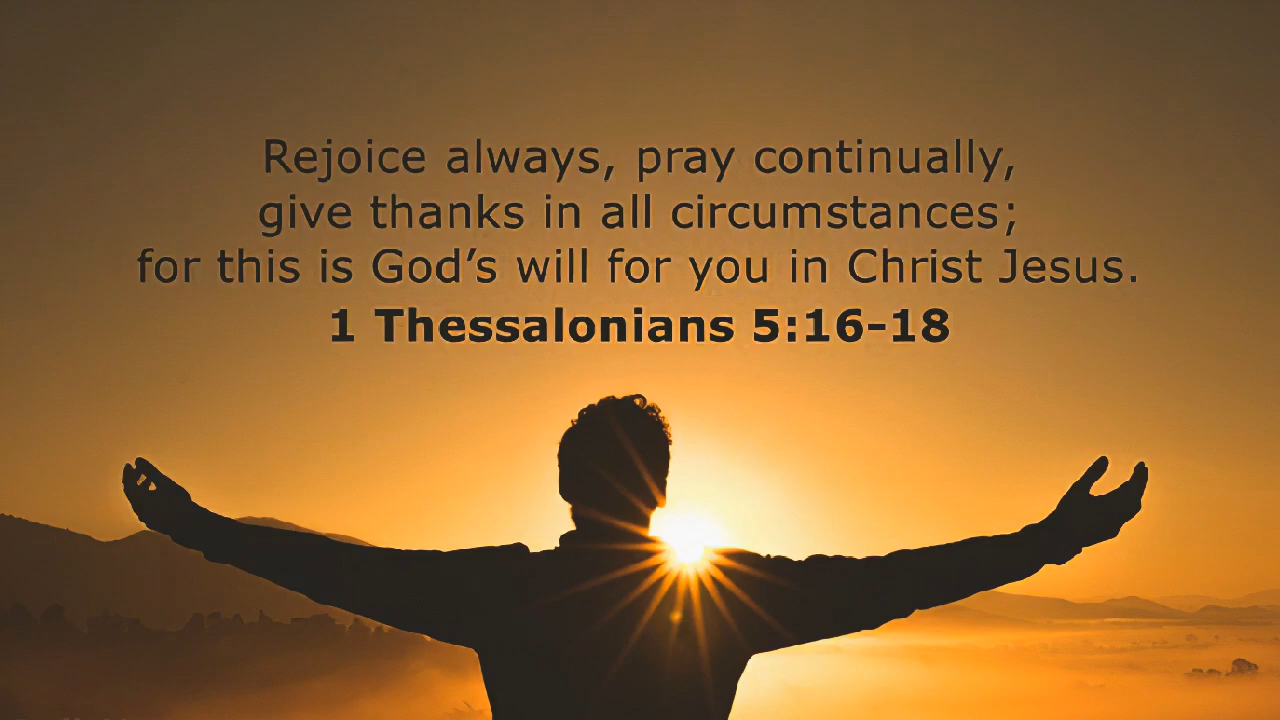 Rejoice always, pray continually,
give thanks in all circumstances;
for this is God’s will for you in Christ Jesus.
1 Thessalonians 5:16-18